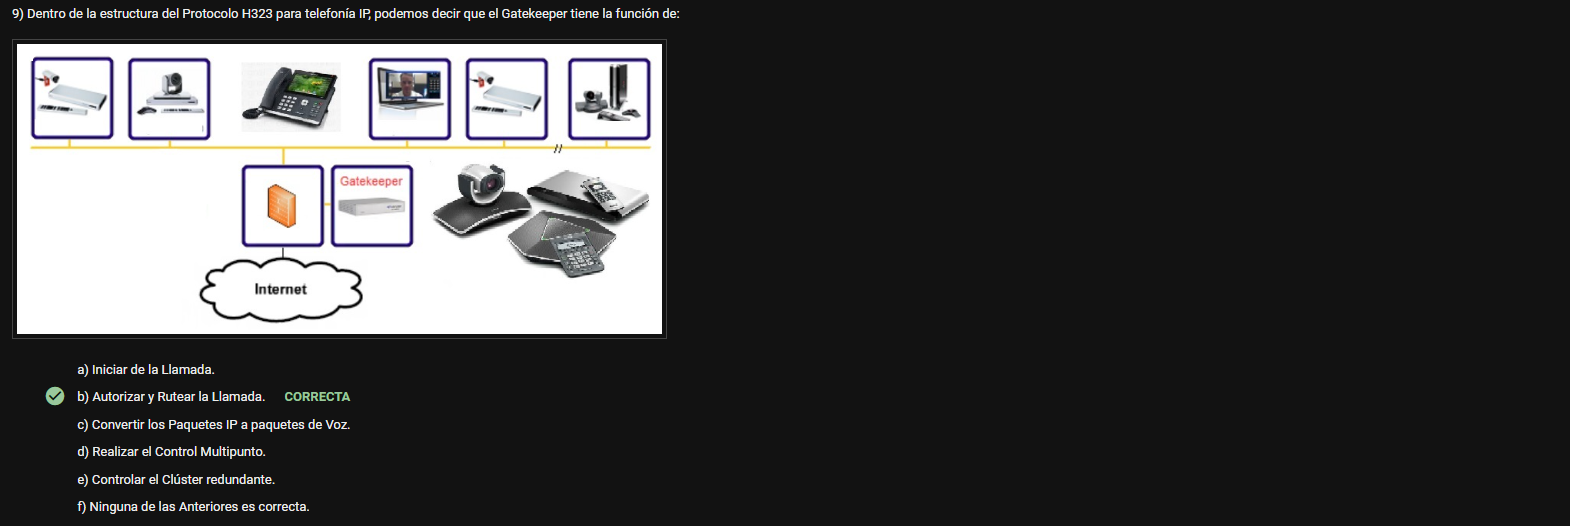 9) Dentro de la estructura del Protocolo H323 para telefonía IP, podemos decir que el Gatekeeper tiene la función de:
Gatekeeper
Internet
a) Iniciar de la Llamada.
b) Autorizar y Rutear la Llamada. CORRECTA
c) Convertir los Paquetes IP a paquetes de Voz.
d) Realizar el Control Multipunto.
e) Controlar el Clúster redundante.
f) Ninguna de las Anteriores es correcta.